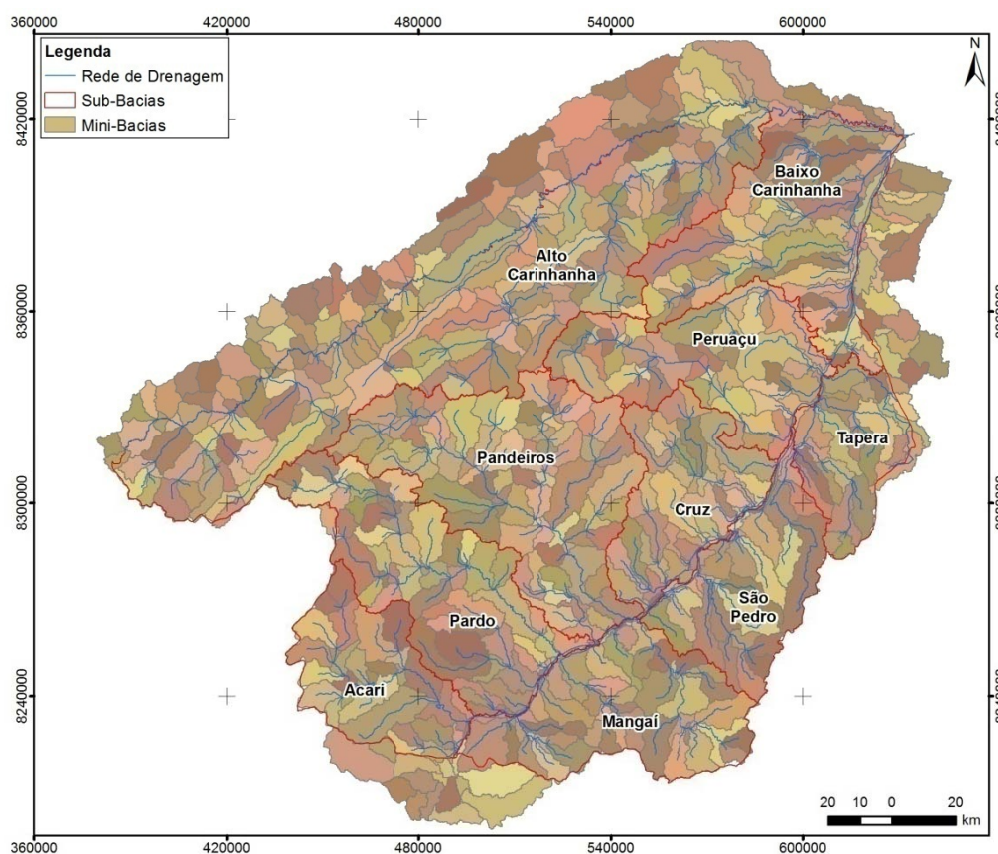 360000 420000 480000 540000 600000
Legenda
Rede de Drenagem
Sub-Bacias
Mini-Bacias
N
8420000
Baixo
Carinhanha
Alto
Carinhanha
8360000
Peruaçu
Tapera
Pandeiros
8300000
Cruz
São
Pedro
Pardo
Acari
8240000
Mangaí
20 10 0 20
km
360000 420000 480000 540000 600000